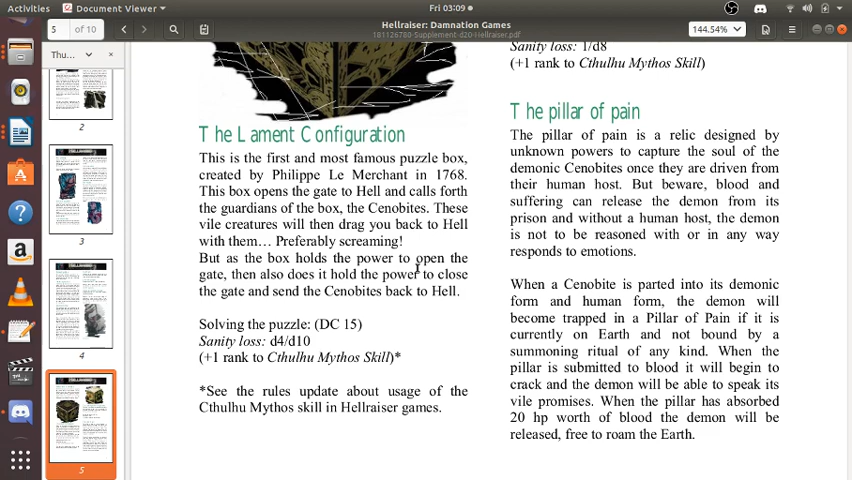 Activities
Document Viewer
Fri 03:09
5
of 10
Hellraiser: Damnation Games
181126780-Supplement-d20-Hellraiser.pdf
144.54%
Thu...
2
3
4
5
The Lament Configuration
This is the first and most famous puzzle box,
created by Philippe Le Merchant in 1768.
This box opens the gate to Hell and calls forth
the guardians of the box, the Cenobites. These
vile creatures will then drag you back to Hell
with them… Preferably screaming!
But as the box holds the power to open the
gate, then also does it hold the power to close
the gate and send the Cenobites back to Hell.
Solving the puzzle: (DC 15)
Sanity loss: d4/d10
(+1 rank to Cthulhu Mythos Skill)*
*See the rules update about usage of the
Cthulhu Mythos skill in Hellraiser games.
Sanity loss: 1/d8
(+1 rank to Cthulhu Mythos Skill)
The pillar of pain
The pillar of pain is a relic designed by
unknown powers to capture the soul of the
demonic Cenobites once they are driven from
their human host. But beware, blood and
suffering can release the demon from its
prison and without a human host, the demon
is not to be reasoned with or in any way
responds to emotions.
When a Cenobite is parted into its demonic
form and human form, the demon will
become trapped in a Pillar of Pain if it is
currently on Earth and not bound by a
summoning ritual of any kind. When the
pillar is submitted to blood it will begin to
crack and the demon will be able to speak its
vile promises. When the pillar has absorbed
20 hp worth of blood the demon will be
released, free to roam the Earth.